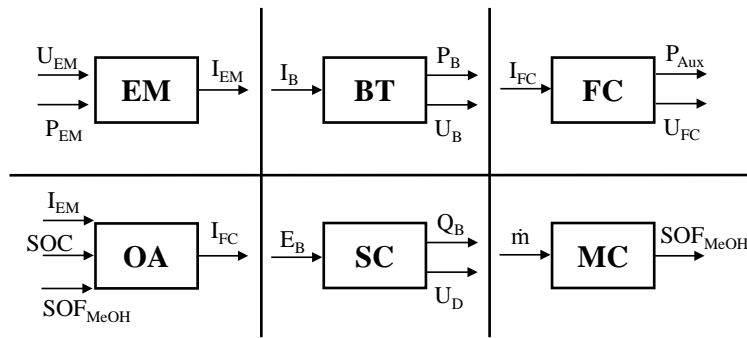 U_EM
P_EM
EM
I_EM
I_B
BT
P_B
U_B
I_FC
FC
P_Aux
U_FC
I_EM
SOC
SOF_MeOH
OA
I_FC
E_B
SC
Q_B
U_D
ṁ
MC
SOF_MeOH